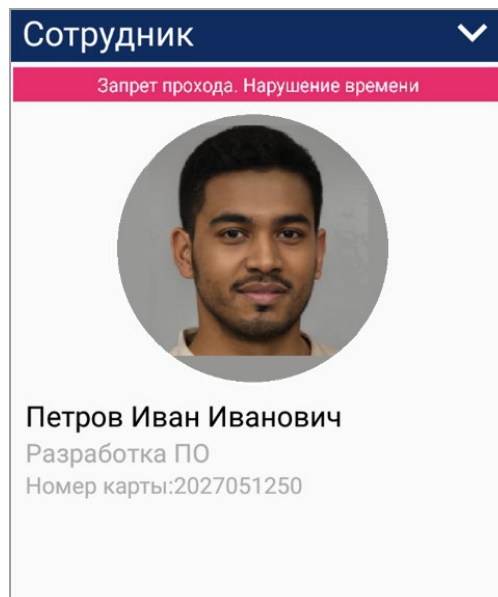 Сотрудник
Запрет прохода. Нарушение времени
Петров Иван Иванович
Разработка ПО
Номер карты:2027051250